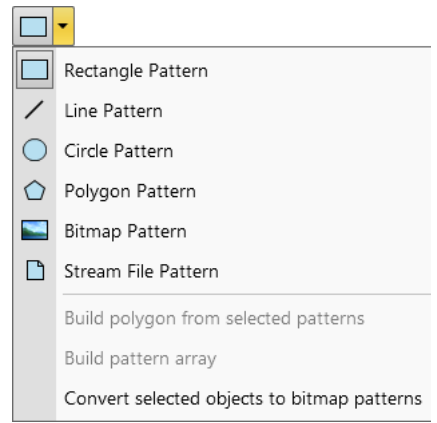 Rectangle Pattern
Line Pattern
Circle Pattern
Polygon Pattern
Bitmap Pattern
Stream File Pattern
Build polygon from selected patterns
Build pattern array
Convert selected objects to bitmap patterns